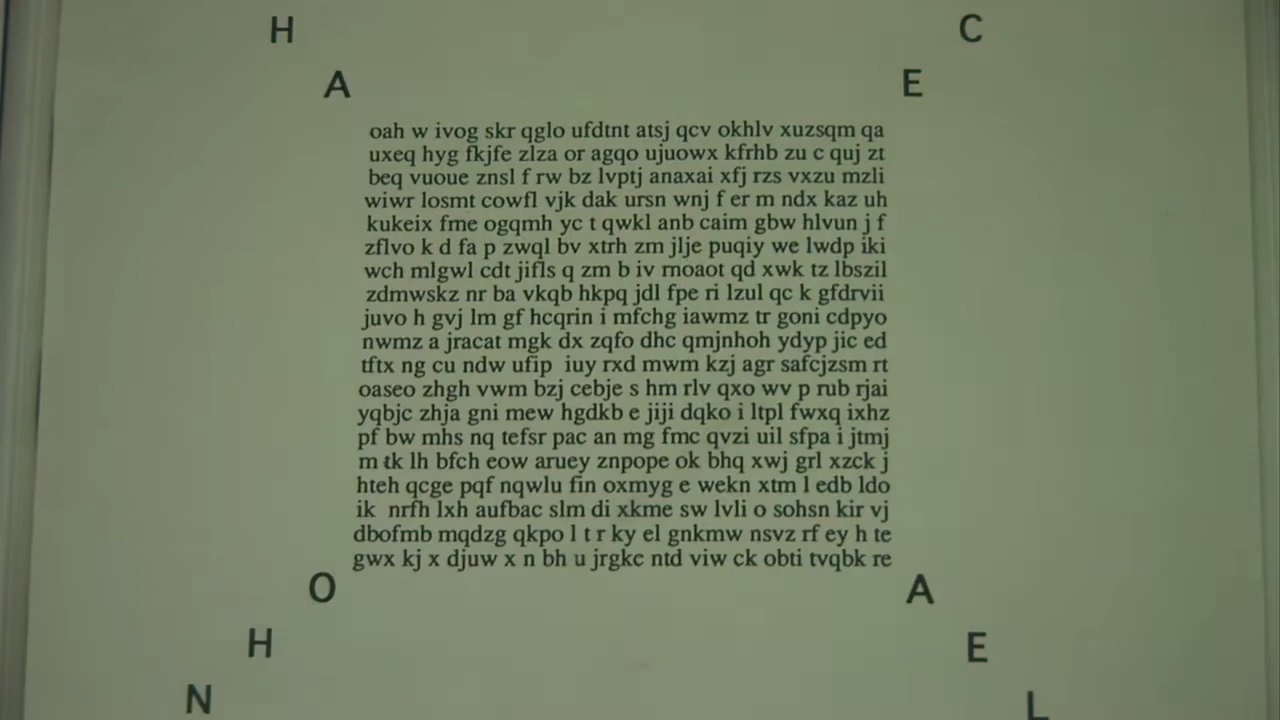 H C
A E
oah w ivog skr qglo ufdtnt atsj qcv okhlv xuzsqm qa
uxeq hyg fkjfe zlza or agqo ujuowx kfrhb zu c quj zt
beq vuoue znsl f rw bz lvptj anaxai xfj rzs vxzu mzli
wiwr losmt cowfl vjk dak ursn wnj f er m ndx kaz uh
kukeix fme ogqmh yc t qwkl anb caim gbw hlvun j f
zflvo k d fa p zwql bv xtrh zm jlje puqiy we lwdp iki
wch mlgwl cdt jifls q zm b iv moaot qd xwk tz lbszil
zdmwskz nr ba vkqb hkpq jdl fpe ri lzul qc k gfdrvii
juvo h gvj lm gf hcqrin i mfchg iawmz tr goni cdpyo
nwmz a jracat mgk dx zqfo dhc qmjnhoh ydyp jic ed
tftx ng cu ndw ufip iuy rxd mwm kzj agr safcjzsm rt
oaseo zhgh vwm bzj cebje s hm rlv qxo wv p rub rjai
yqbjc zhja gni mew hgdkb e jiji dqko i ltpl fwxq ixhz
pf bw mhs nq tefsr pac an mg fmc qvzi uil sfpa i jtmj
m tk lh bfch eow aruey znpope ok bhq xwj grl xzck j
hteh qcge pqf nqwlu fin oxmyg e wekn xtm l edb ldo
ik nrfh lxh aufbac slm di xkme sw lvli o sohsn kir vj
dbofmb mqdzg qkpo l t r ky el gnkmw nsvz rf ey h te
gwx kj x djuw x n bh u jrgkc ntd viw ck obti tvqbk re
O A
H E
N L